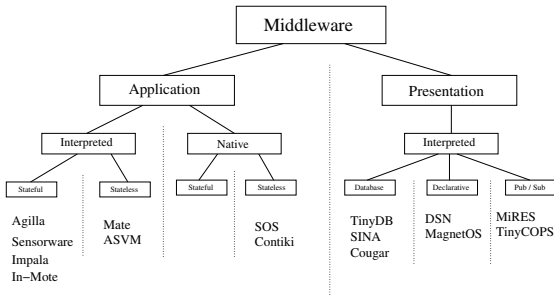 Middleware
Application
Presentation
Interpreted
Native
Interpreted
Stateful
Stateless
Stateful
Stateless
Database
Declarative
Pub / Sub
Agilla
Sensorware
Impala
In-Mote
Mate
ASVM
SOS
Contiki
TinyDB
SINA
Cougar
DSN
MagnetOS
MiRES
TinyCOPS